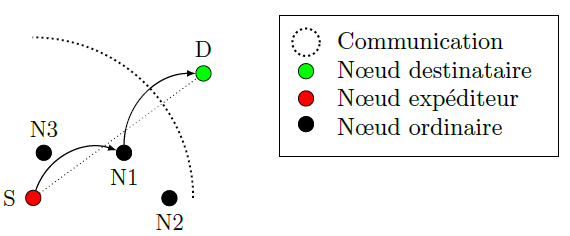 D
N3
N1
S
N2
Communication
Nœud destinataire
Nœud expéditeur
Nœud ordinaire